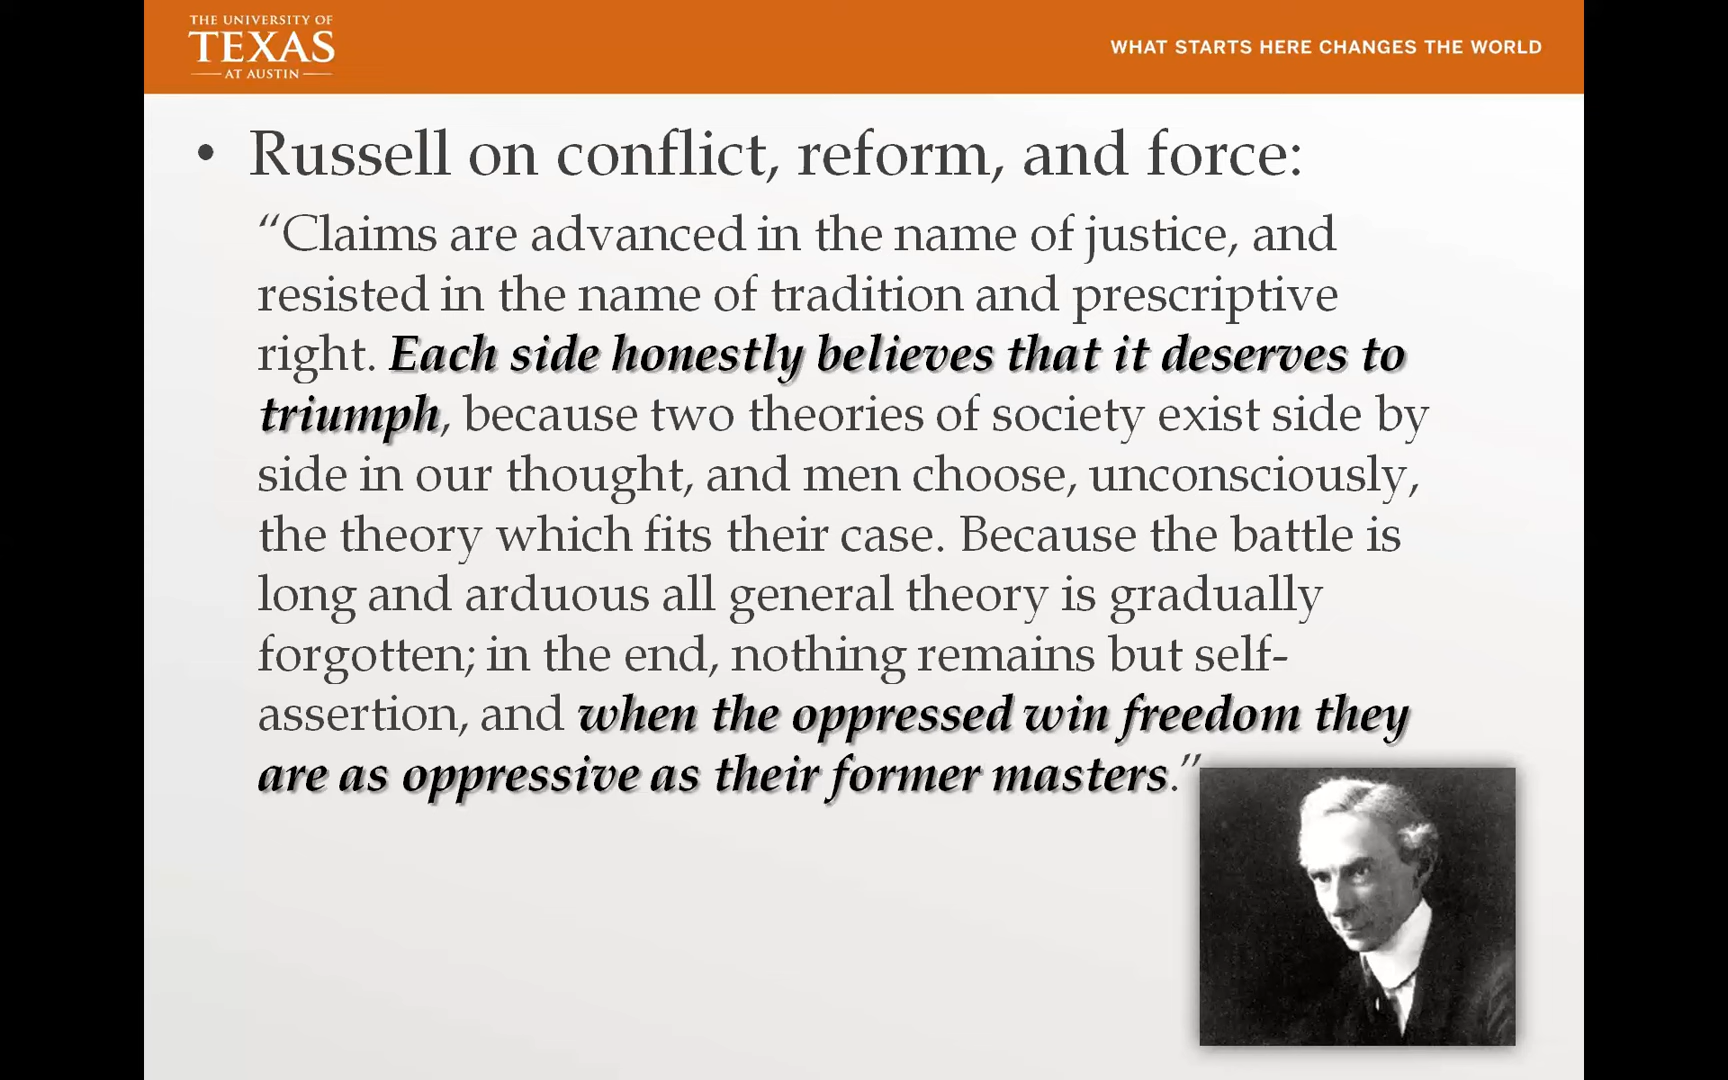 THE UNIVERSITY OF
TEXAS
AT AUSTIN
WHAT STARTS HERE CHANGES THE WORLD
• Russell on conflict, reform, and force:
“Claims are advanced in the name of justice, and
resisted in the name of tradition and prescriptive
right. Each side honestly believes that it deserves to
triumph, because two theories of society exist side by
side in our thought, and men choose, unconsciously,
the theory which fits their case. Because the battle is
long and arduous all general theory is gradually
forgotten; in the end, nothing remains but self-
assertion, and when the oppressed win freedom they
are as oppressive as their former masters.”